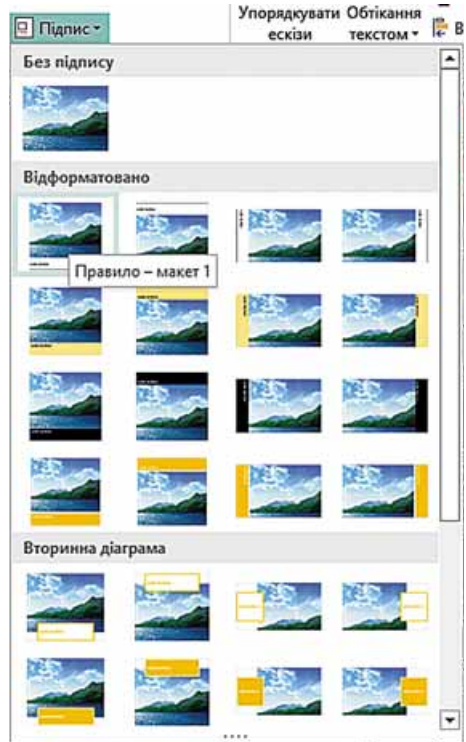 Підпис
Упорядкувати ескізи
Обтікання текстом
В
Без підпису
Відформатовано
Правило – макет 1
Вторинна діаграма